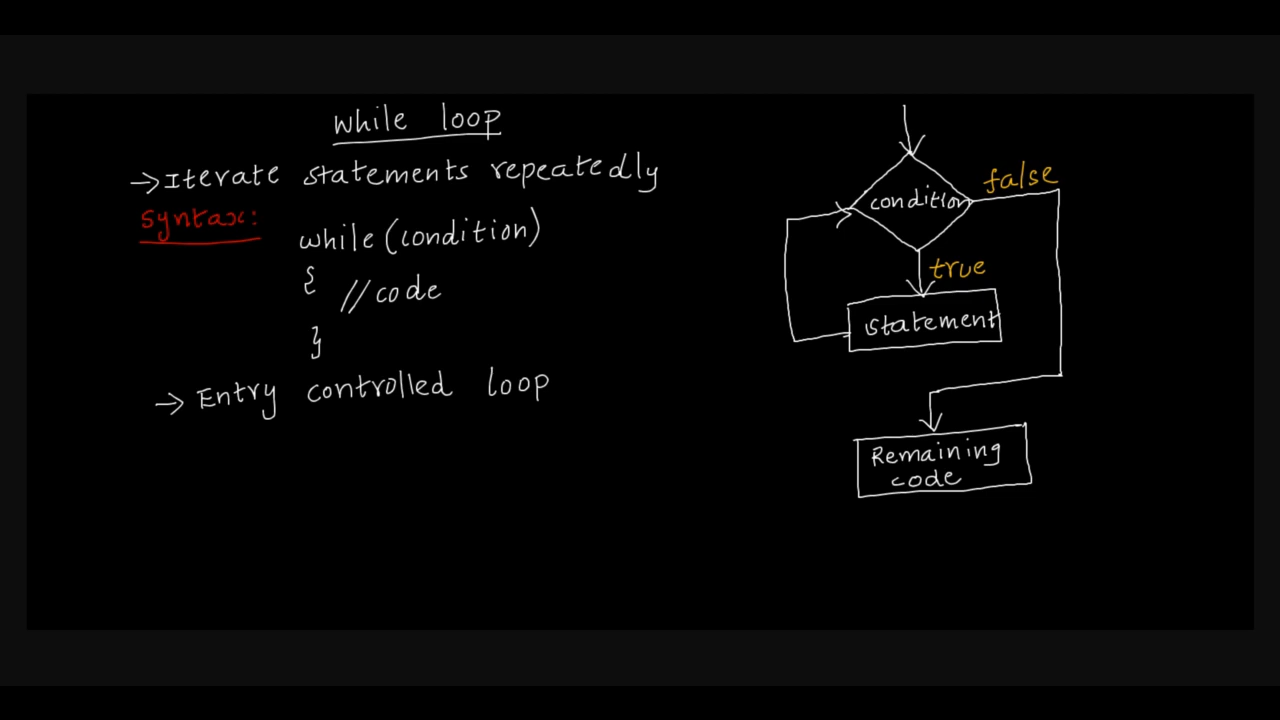 while loop
→ Iterate statements repeatedly
Syntax:
while (condition)
{
//code
}
→ Entry controlled loop
condition
false
true
statement
Remaining
code